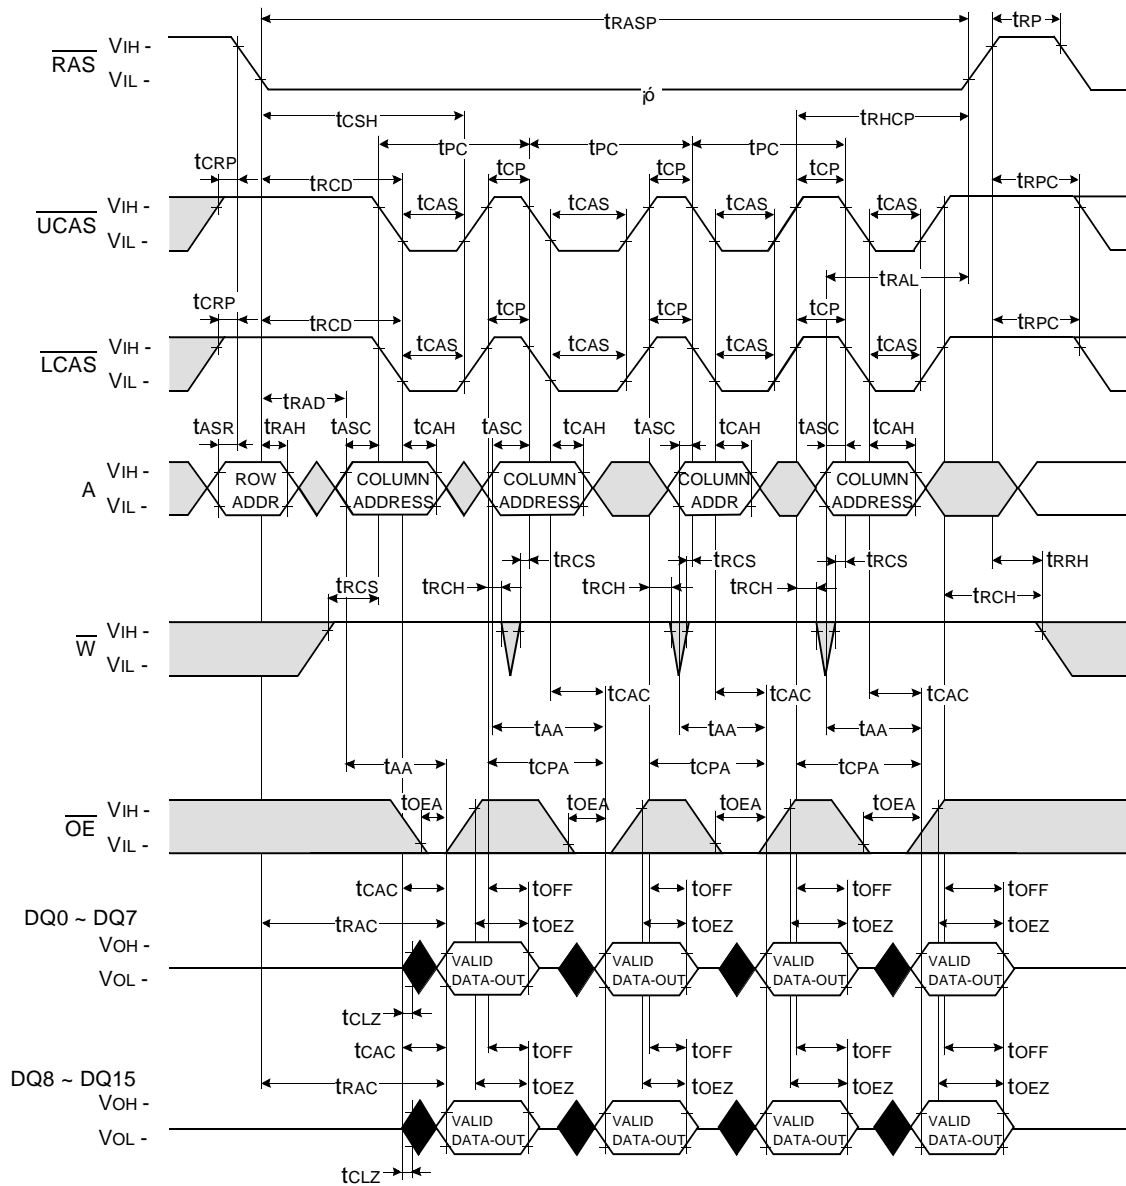 tRASP tRP
RAS VIH -
VIL -
ió
tCSH tRHCP
tPC tPC tPC
tCRP tRCD tCP tCP tCP tRPC
tCAS tCAS tCAS tCAS
UCAS VIH -
VIL -
tRAL
tCRP tRCD tCP tCP tCP tRPC
tCAS tCAS tCAS tCAS
LCAS VIH -
VIL -
tRAD
tASR tRAH tASC tCAH tASC tCAH tASC tCAH tASC tCAH
A VIH -
VIL -
ROW ADDR
COLUMN ADDRESS
COLUMN ADDRESS
COLUMN ADDR
COLUMN ADDRESS
tRCS tRCS tRCS tRRH
tRCS tRCH tRCH tRCH tRCH
W VIH -
VIL -
tCAC tCAC tCAC
tAA tAA tAA
tAA tCPA tCPA tCPA
tOEA tOEA tOEA tOEA
OE VIH -
VIL -
tCAC tOFF tOFF tOFF tOFF
DQ0 ~ DQ7
tRAC tOEZ tOEZ tOEZ tOEZ
VOH -
VOL -
VALID DATA-OUT
VALID DATA-OUT
VALID DATA-OUT
VALID DATA-OUT
tCLZ
tCAC tOFF tOFF tOFF tOFF
DQ8 ~ DQ15
tRAC tOEZ tOEZ tOEZ tOEZ
VOH -
VOL -
VALID DATA-OUT
VALID DATA-OUT
VALID DATA-OUT
VALID DATA-OUT
tCLZ